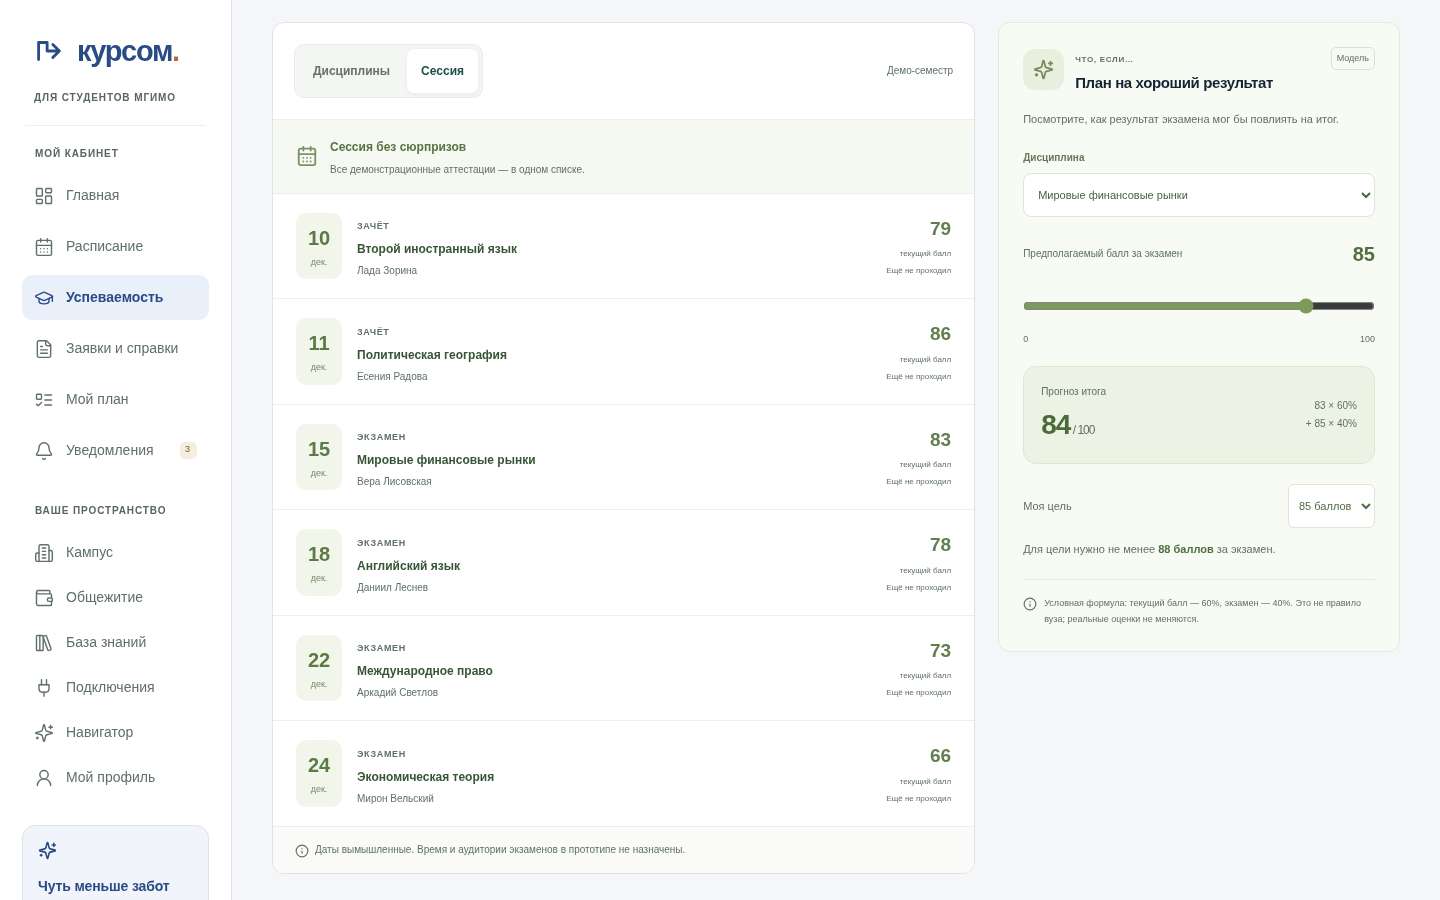 курсом.
ДЛЯ СТУДЕНТОВ МГИМО
МОЙ КАБИНЕТ
Главная
Расписание
Успеваемость
Заявки и справки
Мой план
Уведомления 3
ВАШЕ ПРОСТРАНСТВО
Кампус
Общежитие
База знаний
Подключения
Навигатор
Мой профиль
Чуть меньше забот
Дисциплины Сессия Демо-семестр
Сессия без сюрпризов
Все демонстрационные аттестации — в одном списке.
10 дек.
ЗАЧЁТ
Второй иностранный язык
Лада Зорина
79
текущий балл
Ещё не проходил
11 дек.
ЗАЧЁТ
Политическая география
Есения Радова
86
текущий балл
Ещё не проходил
15 дек.
ЭКЗАМЕН
Мировые финансовые рынки
Вера Лисовская
83
текущий балл
Ещё не проходил
18 дек.
ЭКЗАМЕН
Английский язык
Даниил Леснев
78
текущий балл
Ещё не проходил
22 дек.
ЭКЗАМЕН
Международное право
Аркадий Светлов
73
текущий балл
Ещё не проходил
24 дек.
ЭКЗАМЕН
Экономическая теория
Мирон Вельский
66
текущий балл
Ещё не проходил
Даты вымышленные. Время и аудитории экзаменов в прототипе не назначены.
ЧТО, ЕСЛИ…
План на хороший результат
Модель
Посмотрите, как результат экзамена мог бы повлиять на итог.
Дисциплина
Мировые финансовые рынки
Предполагаемый балл за экзамен 85
0 100
Прогноз итога
84 / 100
83 × 60%
+ 85 × 40%
Моя цель 85 баллов
Для цели нужно не менее 88 баллов за экзамен.
Условная формула: текущий балл — 60%, экзамен — 40%. Это не правило
вуза; реальные оценки не меняются.